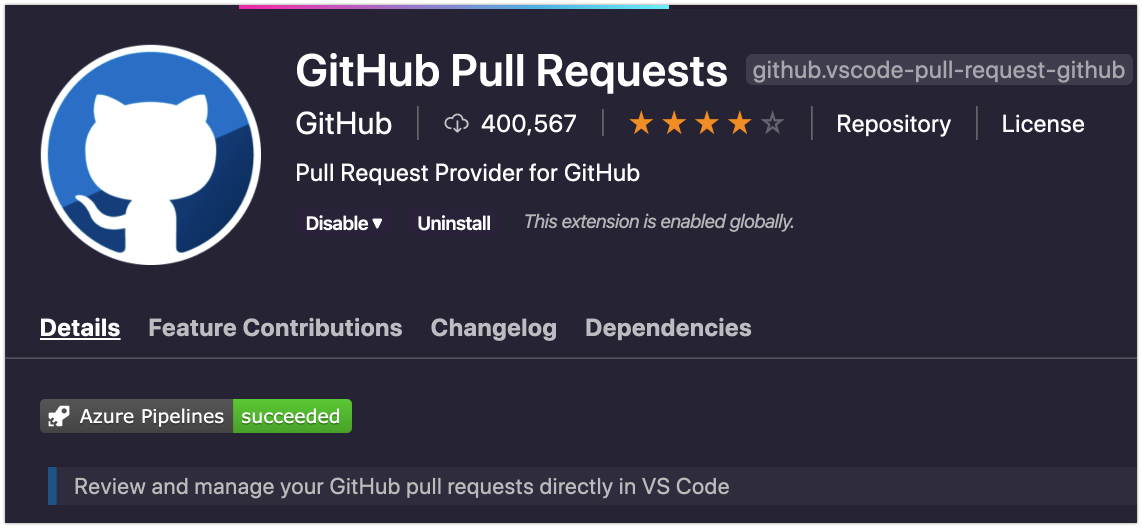 GitHub Pull Requests github.vscode-pull-request-github
GitHub 400,567 Repository License
Pull Request Provider for GitHub
Disable ▾ Uninstall This extension is enabled globally.
Details Feature Contributions Changelog Dependencies
Azure Pipelines succeeded
Review and manage your GitHub pull requests directly in VS Code